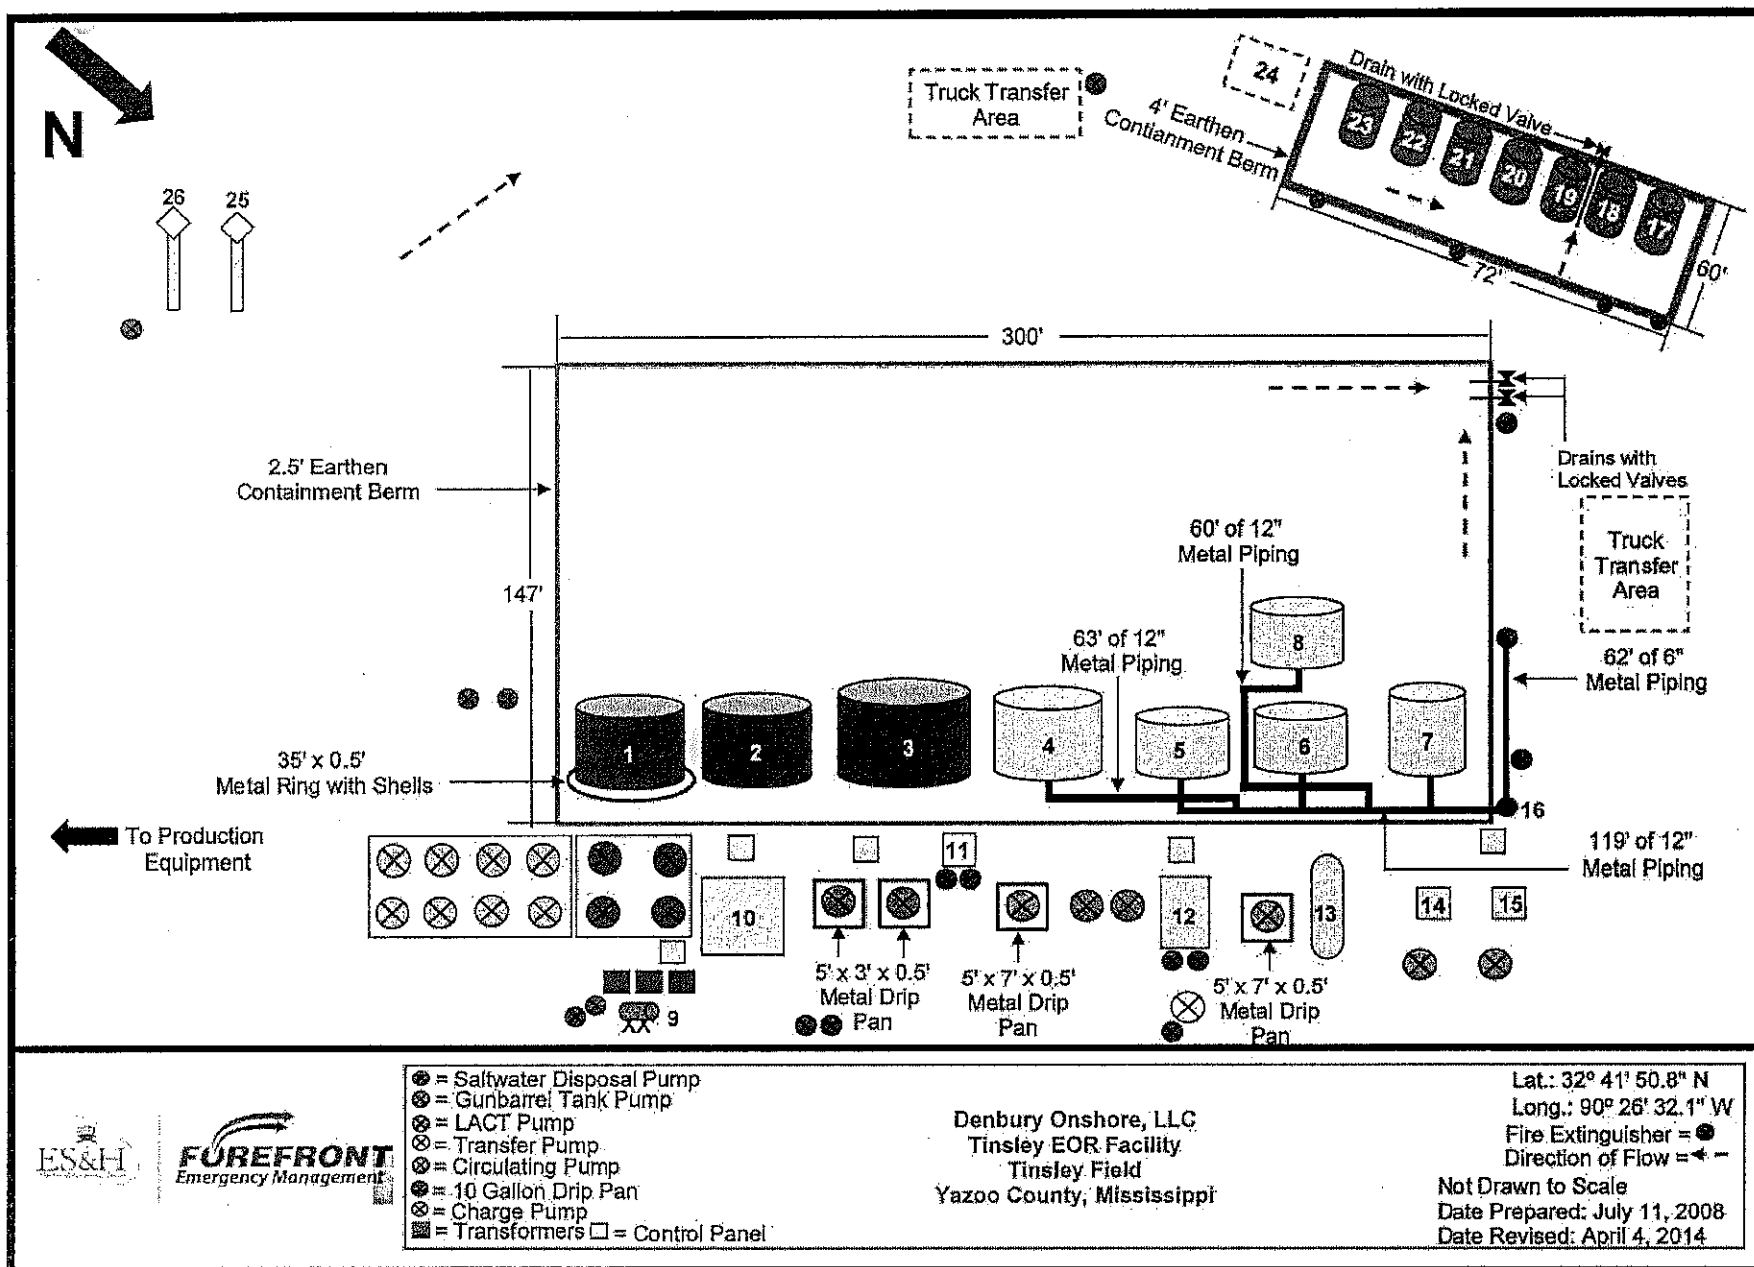 N
Truck Transfer
Area
24
Drain with Locked Valve
4' Earthen
Contianment Berm
23
22
21
20
19
18
17
72'
60'
26
25
300'
2.5' Earthen
Containment Berm
147'
Drains with
Locked Valves
Truck
Transfer
Area
60' of 12"
Metal Piping
63' of 12"
Metal Piping
62' of 6"
Metal Piping
8
1
2
3
4
5
6
7
35' x 0.5'
Metal Ring with Shells
16
To Production
Equipment
119' of 12"
Metal Piping
10
11
12
13
14
15
9
5' x 3' x 0.5'
Metal Drip
Pan
5' x 7' x 0.5'
Metal Drip
Pan
5' x 7' x 0.5'
Metal Drip
Pan
ES&H
FOREFRONT
Emergency Management
= Saltwater Disposal Pump
= Gunbarrel Tank Pump
= LACT Pump
= Transfer Pump
= Circulating Pump
= 10 Gallon Drip Pan
= Charge Pump
= Transformers = Control Panel
Denbury Onshore, LLC
Tinsley EOR Facility
Tinsley Field
Yazoo County, Mississippi
Lat.: 32º 41' 50.8" N
Long.: 90º 26' 32.1" W
Fire Extinguisher =
Direction of Flow =
Not Drawn to Scale
Date Prepared: July 11, 2008
Date Revised: April 4, 2014